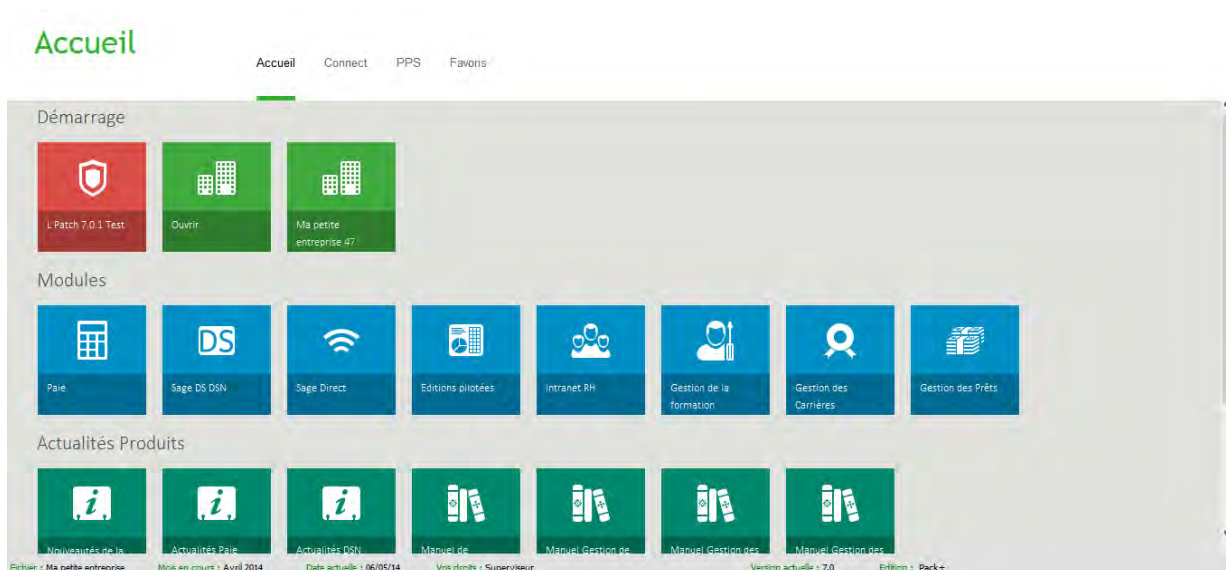 Accueil
Accueil Connect PPS Favoris
Démarrage
L'Patch 7.0.1 Test
Ouvrir
Ma petite
entreprise 47
Modules
Paie
DS
Sage DS DSN
Sage Direct
Editions pilotées
Intranet RH
Gestion de la
formation
Gestion des
Carrières
Gestion des Prêts
Actualités Produits
Nouveautés de la
Actualités Paie
Actualités DSN
Manuel de
Manuel Gestion de
Manuel Gestion des
Manuel Gestion des
Fichier : Ma petite entreprise Mois en cours : Avril 2014 Date actuelle : 06/05/14 Vos droits : Superviseur Version actuelle : 7.0 Edition : Pack+